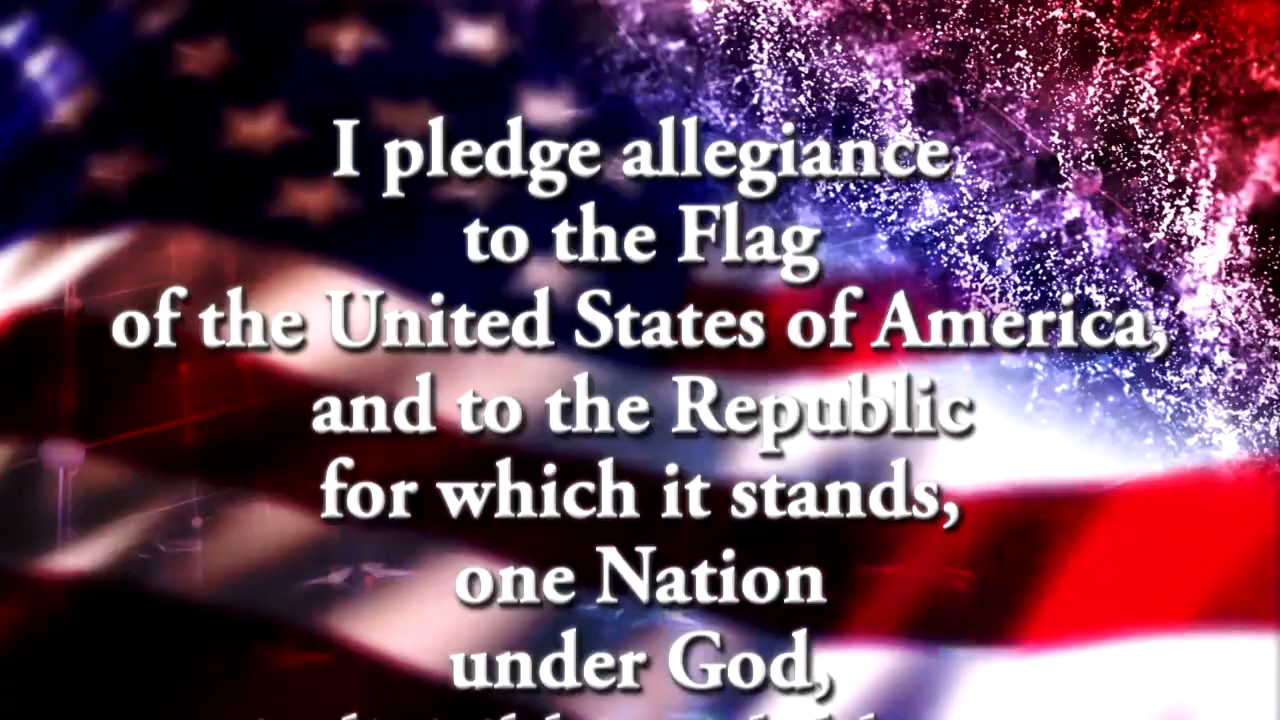 I pledge allegiance
to the Flag
of the United States of America,
and to the Republic
for which it stands,
one Nation
under God,